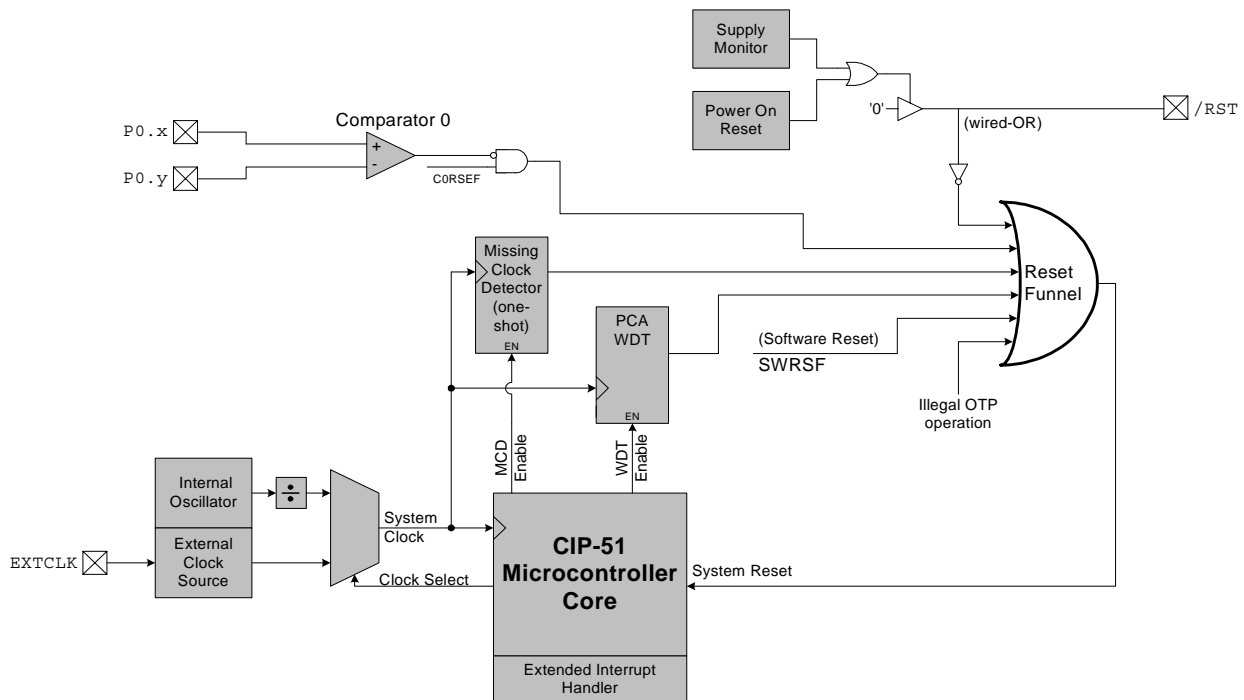 Supply
Monitor
Power On
Reset
'0'
(wired-OR)
/RST
P0.x
P0.y
Comparator 0
+
-
C0RSEF
Missing
Clock
Detector
(one-
shot)
EN
PCA
WDT
EN
(Software Reset)
SWRSF
Reset
Funnel
Illegal OTP
operation
MCD
Enable
WDT
Enable
Internal
Oscillator
÷
System
Clock
External
Clock
Source
EXTCLK
Clock Select
CIP-51
Microcontroller
Core
System Reset
Extended Interrupt
Handler